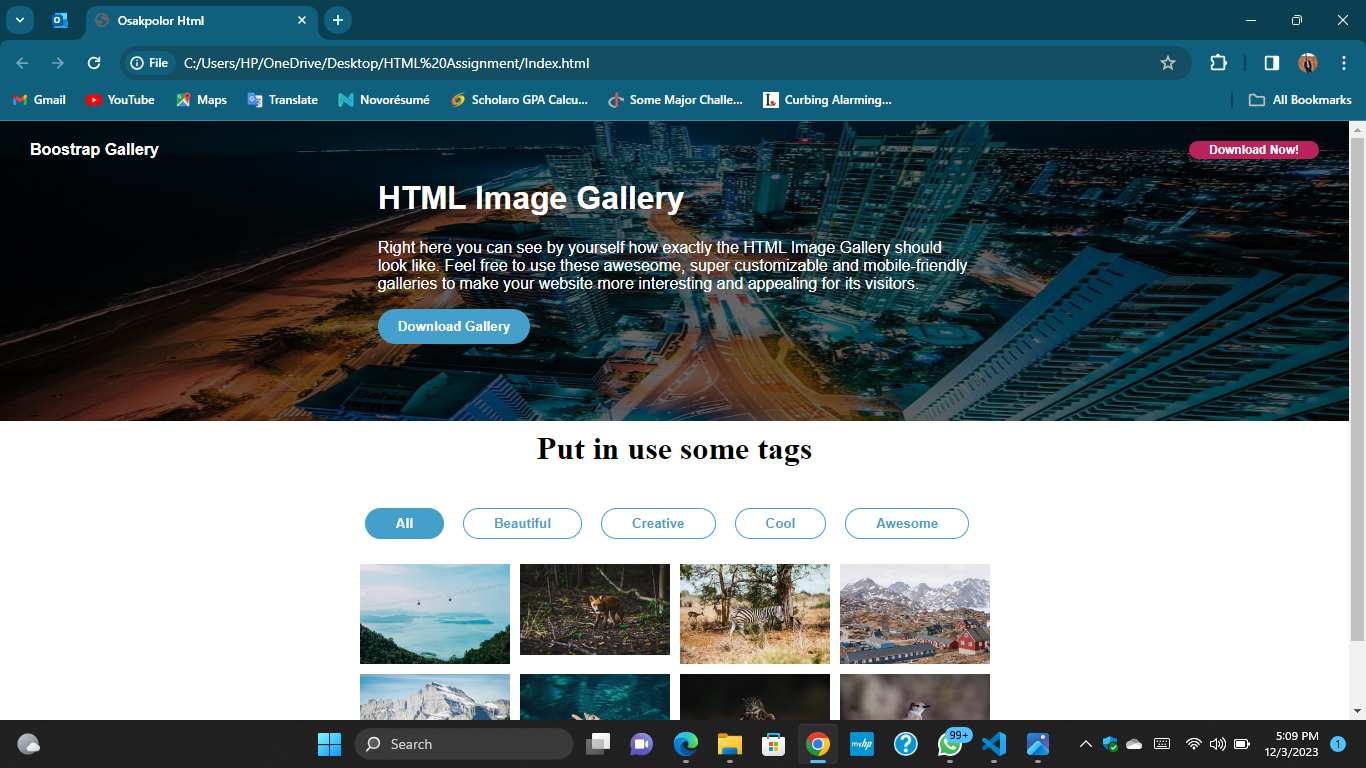 Osakpolor Html
File
C:/Users/HP/OneDrive/Desktop/HTML%20Assignment/Index.html
Gmail
YouTube
Maps
Translate
Novorésumé
Scholaro GPA Calcu...
Some Major Challe...
Curbing Alarming...
All Bookmarks
Boostrap Gallery
Download Now!
HTML Image Gallery
Right here you can see by yourself how exactly the HTML Image Gallery should
look like. Feel free to use these aweseome, super customizable and mobile-friendly
galleries to make your website more interesting and appealing for its visitors.
Download Gallery
Put in use some tags
All
Beautiful
Creative
Cool
Awesome
Search
myhp
99+
5:09 PM
12/3/2023
1